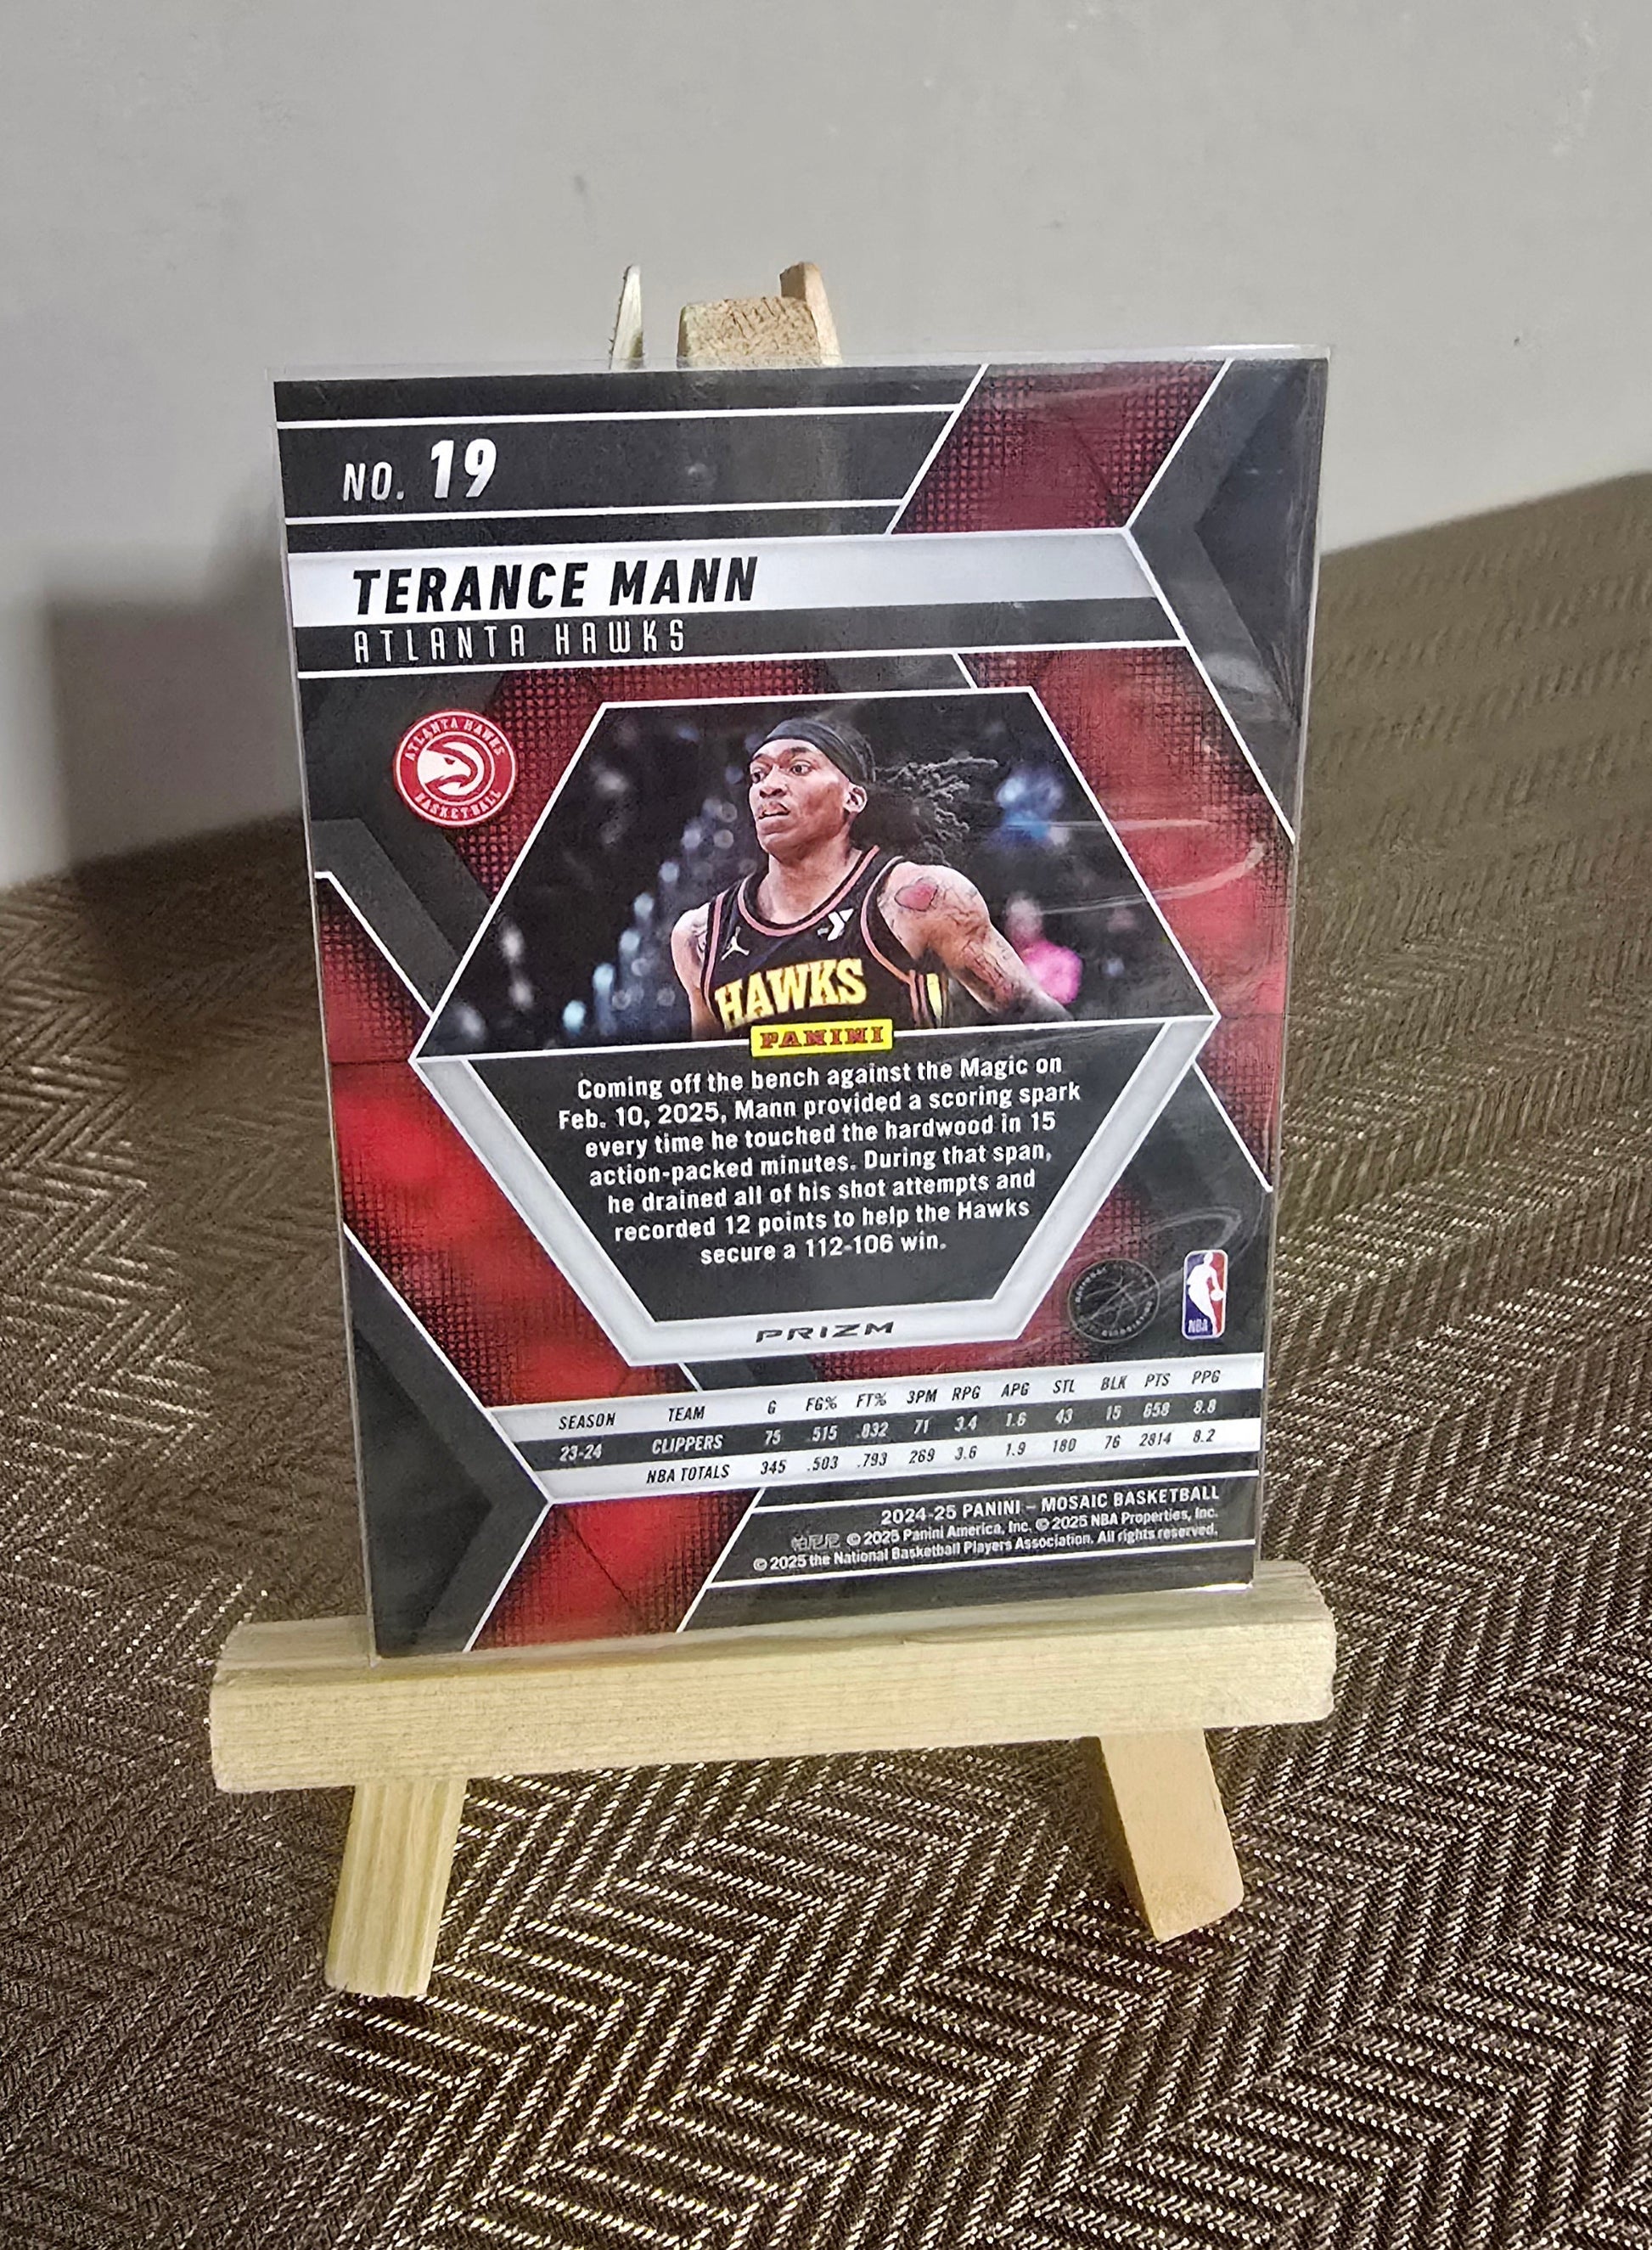 NO. 19
TERANCE MANN
ATLANTA HAWKS
ATLANTA HAWKS
BASKETBALL
HAWKS
PANINI
Coming off the bench against the Magic on
Feb. 10, 2025, Mann provided a scoring spark
every time he touched the hardwood in 15
action-packed minutes. During that span,
he drained all of his shot attempts and
recorded 12 points to help the Hawks
secure a 112-106 win.
PRIZM
NBA
SEASON TEAM G FG% FT% 3PM RPG APG STL BLK PTS PPG
23-24 CLIPPERS 75 .515 .832 71 3.4 1.6 43 15 658 8.8
NBA TOTALS 345 .503 .793 269 3.6 1.9 180 76 2814 8.2
2024-25 PANINI – MOSAIC BASKETBALL
© 2025 Panini America, Inc. © 2025 NBA Properties, Inc.
© 2025 the National Basketball Players Association. All rights reserved.